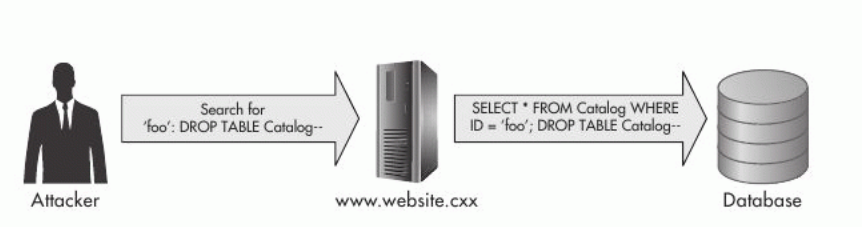 Search for
‘foo’: DROP TABLE Catalog--
SELECT * FROM Catalog WHERE
ID = ‘foo’; DROP TABLE Catalog--
Attacker
www.website.cxx
Database